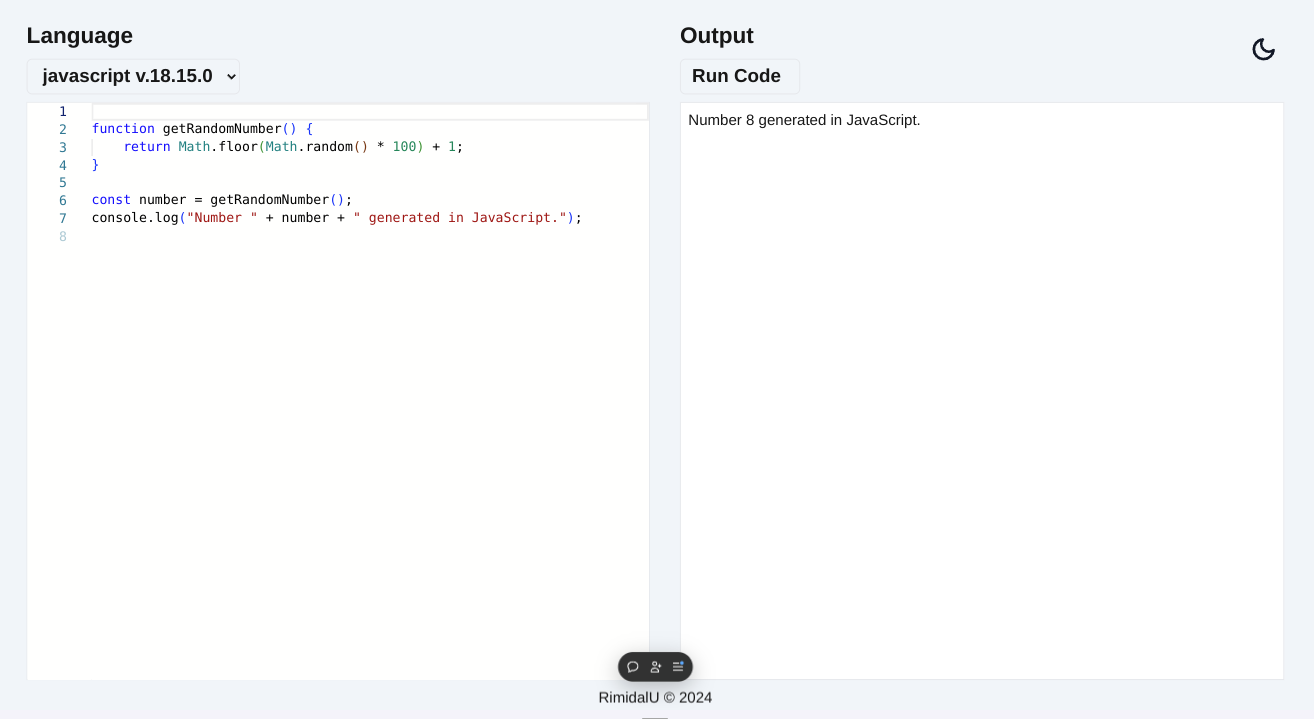 Language
javascript v.18.15.0
1
2 function getRandomNumber() {
3     return Math.floor(Math.random() * 100) + 1;
4 }
5
6 const number = getRandomNumber();
7 console.log("Number " + number + " generated in JavaScript.");
8
Output
Run Code
Number 8 generated in JavaScript.
RimidalU © 2024